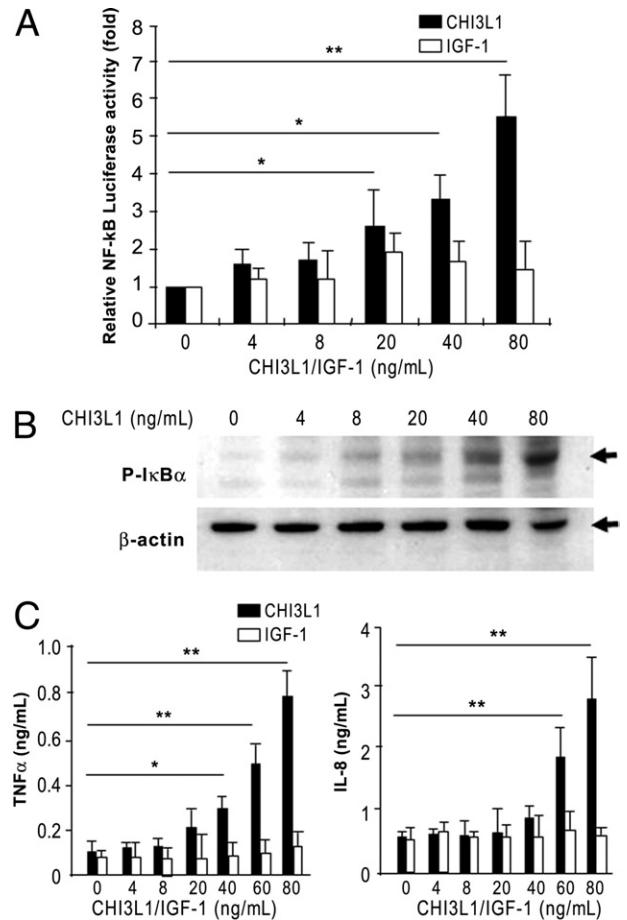 A
Relative NF-kB Luciferase activity (fold)
8
7
6
5
4
3
2
1
0
CHI3L1
IGF-1
**
*
*
0 4 8 20 40 80
CHI3L1/IGF-1 (ng/mL)
B
CHI3L1 (ng/mL) 0 4 8 20 40 80
P-IκBα
β-actin
C
CHI3L1
IGF-1
TNFα (ng/mL)
1.0
0.8
0.6
0.4
0.2
0
**
**
*
0 4 8 20 40 60 80
CHI3L1/IGF-1 (ng/mL)
IL-8 (ng/mL)
4
3
2
1
0
**
**
0 4 8 20 40 60 80
CHI3L1/IGF-1 (ng/mL)